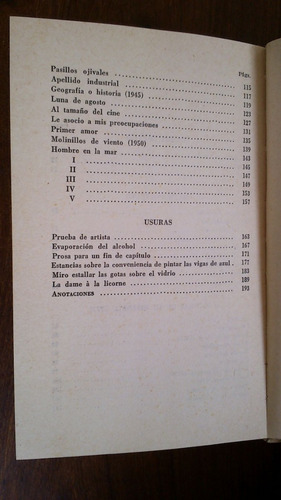 Págs.
Pasillos ojivales . . . . . . . . . . . . . 115
Apellido industrial . . . . . . . . . . . . 117
Geografía o historia (1945) . . . . . . . . 119
Luna de agosto . . . . . . . . . . . . . . 121
Al tamaño del cine . . . . . . . . . . . . 123
Le asocio a mis preocupaciones . . . . . . 127
Primer amor . . . . . . . . . . . . . . . . 131
Molinillos de viento (1950) . . . . . . . . 135
Hombre en la mar . . . . . . . . . . . . . 139
I . . . . . . . . . . . . . . . . . . . 143
II . . . . . . . . . . . . . . . . . . 145
III . . . . . . . . . . . . . . . . . . 147
IV . . . . . . . . . . . . . . . . . . 153
V . . . . . . . . . . . . . . . . . . . 157
USURAS
Prueba de artista . . . . . . . . . . . . . 163
Evaporación del alcohol . . . . . . . . . . 167
Prosa para un fin de capítulo . . . . . . . 171
Estancias sobre la conveniencia de pintar las vigas de azul . 177
Miro estallar las gotas sobre el vidrio . . 183
La dame à la licorne . . . . . . . . . . . 189
ANOTACIONES . . . . . . . . . . . . . . . . 193